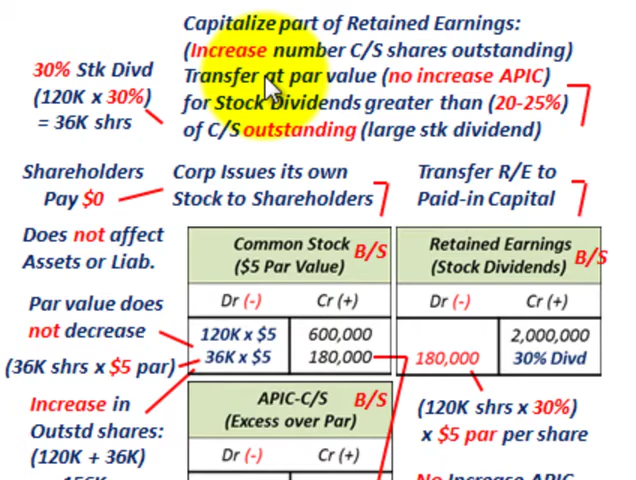 Capitalize part of Retained Earnings:
(Increase number C/S shares outstanding)
Transfer at par value (no increase APIC)
for Stock Dividends greater than (20-25%)
of C/S outstanding (large stk dividend)
30% Stk Divd
(120K x 30%)
= 36K shrs
Shareholders
Pay $0
Corp Issues its own
Stock to Shareholders
Transfer R/E to
Paid-in Capital
Does not affect
Assets or Liab.
Par value does
not decrease
(36K shrs x $5 par)
Increase in
Outstd shares:
(120K + 36K)
Common Stock B/S
($5 Par Value)
Dr (-) Cr (+)
120K x $5 600,000
36K x $5 180,000
Retained Earnings B/S
(Stock Dividends)
Dr (-) Cr (+)
2,000,000
180,000 30% Divd
APIC-C/S B/S
(Excess over Par)
Dr (-) Cr (+)
(120K shrs x 30%)
x $5 par per share
No Increase APIC